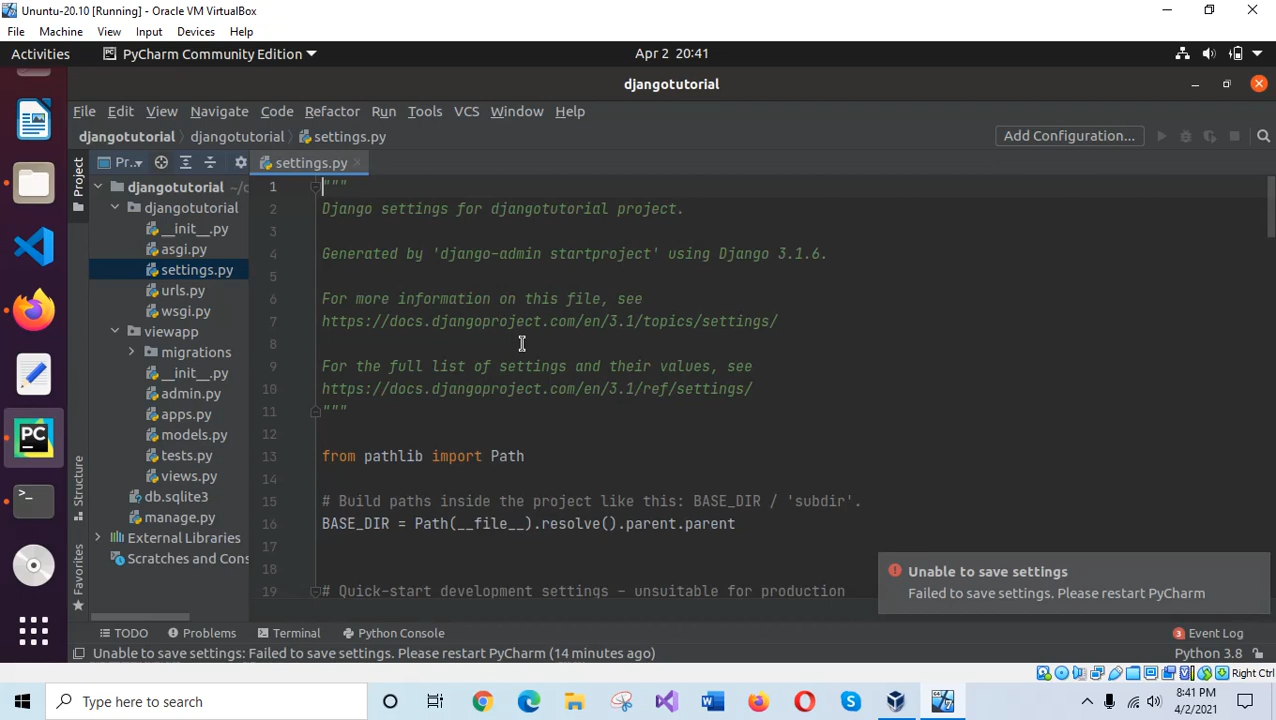 Ununtu-20.10 [Running] - Oracle VM VirtualBox
File Machine View Input Devices Help
Activities PyCharm Community Edition Apr 2 20:41
djangotutorial
File Edit View Navigate Code Refactor Run Tools VCS Window Help
djangotutorial djangotutorial settings.py Add Configuration...
Project Pr.. settings.py
djangotutorial ~/d
djangotutorial
__init__.py
asgi.py
settings.py
urls.py
wsgi.py
viewapp
migrations
__init__.py
admin.py
apps.py
models.py
tests.py
views.py
db.sqlite3
manage.py
External Libraries
Scratches and Cons
Structure
Favorites
1 """
2 Django settings for djangotutorial project.
3
4 Generated by 'django-admin startproject' using Django 3.1.6.
5
6 For more information on this file, see
7 https://docs.djangoproject.com/en/3.1/topics/settings/
8
9 For the full list of settings and their values, see
10 https://docs.djangoproject.com/en/3.1/ref/settings/
11 """
12
13 from pathlib import Path
14
15 # Build paths inside the project like this: BASE_DIR / 'subdir'.
16 BASE_DIR = Path(__file__).resolve().parent.parent
17
18
19 # Quick-start development settings - unsuitable for production
Unable to save settings
Failed to save settings. Please restart PyCharm
PC
TODO Problems Terminal Python Console 3 Event Log
Unable to save settings: Failed to save settings. Please restart PyCharm (14 minutes ago) Python 3.8
Right Ctrl
Type here to search
8:41 PM
4/2/2021